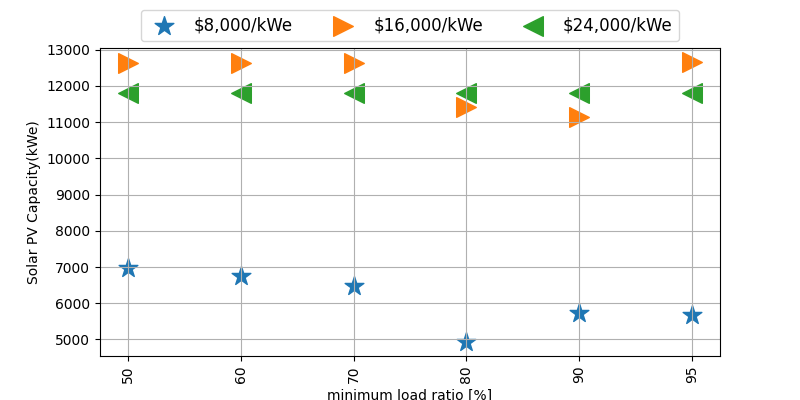 $8,000/kWe $16,000/kWe $24,000/kWe
13000
12000
11000
10000
9000
8000
7000
6000
5000
Solar PV Capacity(kWe)
50 60 70 80 90 95
minimum load ratio [%]